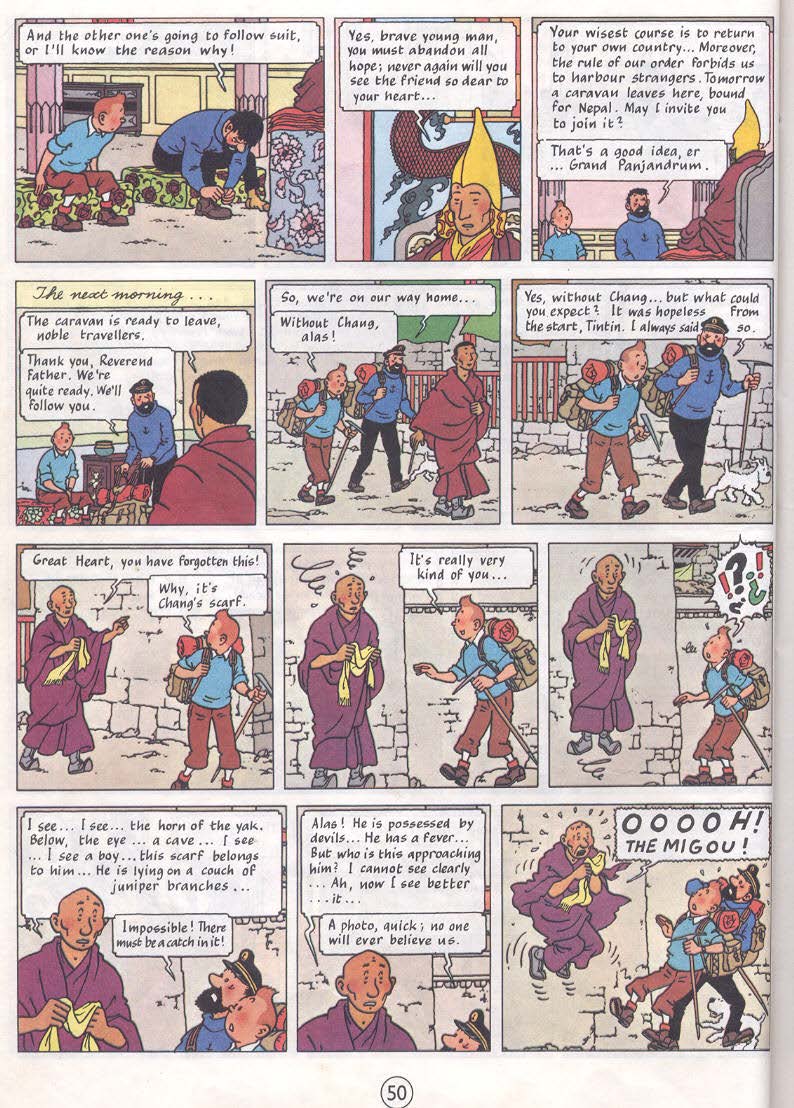 And the other one's going to follow suit,
or I'll know the reason why!
Yes, brave young man,
you must abandon all
hope; never again will you
see the friend so dear to
your heart...
Your wisest course is to return
to your own country... Moreover,
the rule of our order forbids us
to harbour strangers. Tomorrow
a caravan leaves here, bound
for Nepal. May I invite you
to join it?
That's a good idea, er
... Grand Panjandrum.
The next morning...
The caravan is ready to leave,
noble travellers.
Thank you, Reverend
Father. We're
quite ready. We'll
follow you.
So, we're on our way home...
Without Chang,
alas!
Yes, without Chang... but what could
you expect? It was hopeless from
the start, Tintin. I always said so.
Great Heart, you have forgotten this!
Why, it's
Chang's scarf.
It's really very
kind of you...
?!!
!?¿
I see... I see... the horn of the yak.
Below, the eye ... a cave... I see
... I see a boy... this scarf belongs
to him... He is lying on a couch of
juniper branches...
Impossible! There
must be a catch in it!
Alas! He is possessed by
devils... He has a fever...
But who is this approaching
him? I cannot see clearly
... Ah, now I see better
...it...
A photo, quick; no one
will ever believe us.
OOOOH!
THE MIGOU!
50